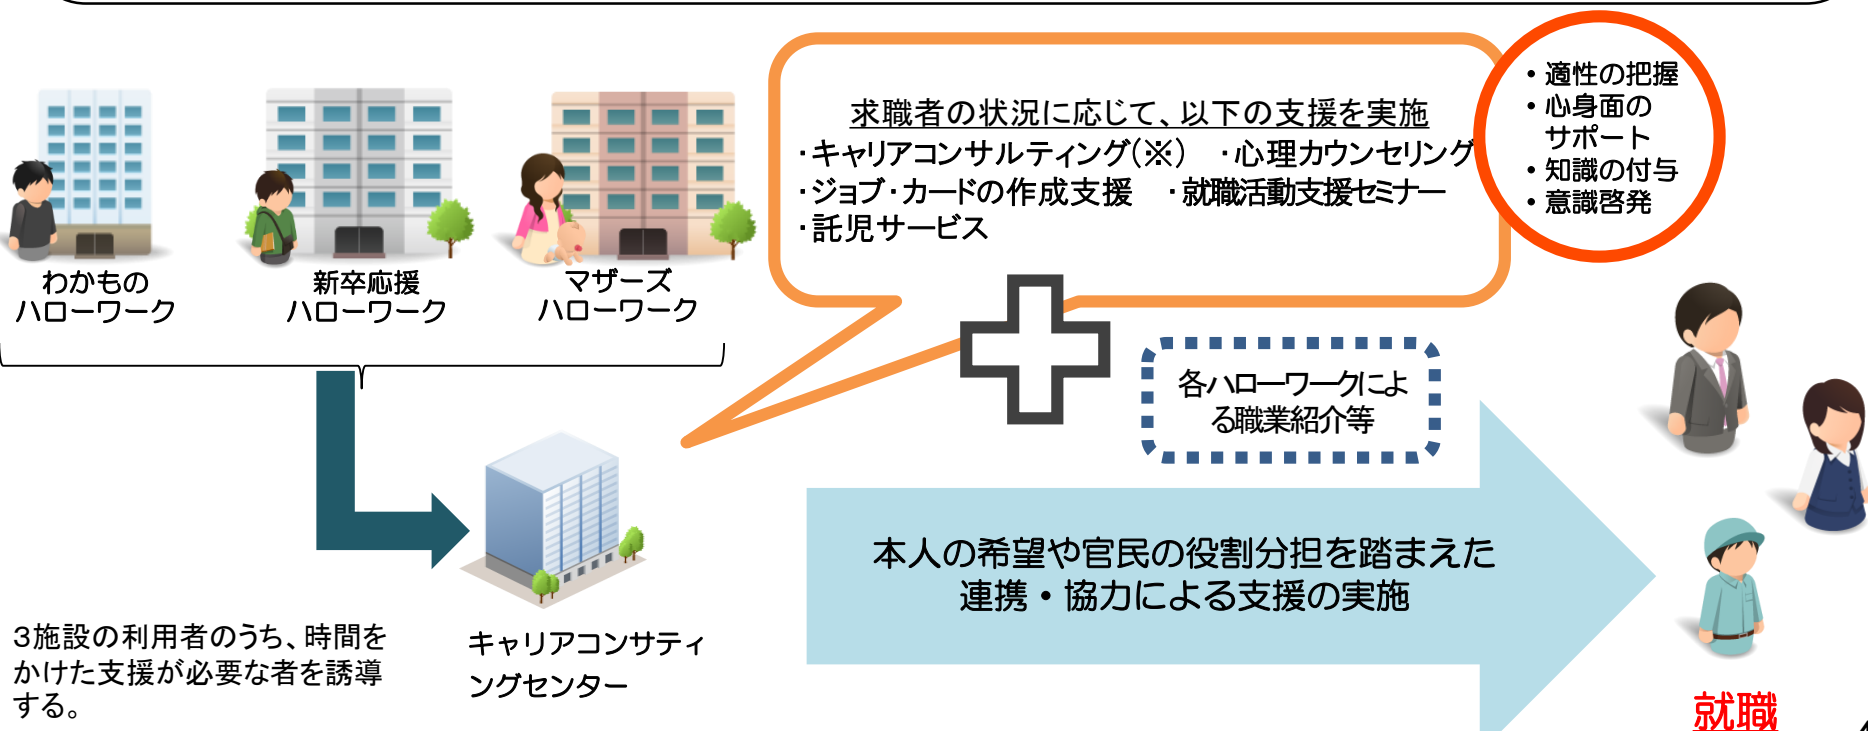 求職者の状況に応じて、以下の支援を実施
・キャリアコンサルティング(※)　・心理カウンセリング
・ジョブ・カードの作成支援　・就職活動支援セミナー
・託児サービス
・適性の把握
・心身面の
サポート
・知識の付与
・意識啓発
わかもの
ハローワーク
新卒応援
ハローワーク
マザーズ
ハローワーク
各ハローワークによ
る職業紹介等
本人の希望や官民の役割分担を踏まえた
連携・協力による支援の実施
3施設の利用者のうち、時間を
かけた支援が必要な者を誘導
する。
キャリアコンサティ
ングセンター
就職